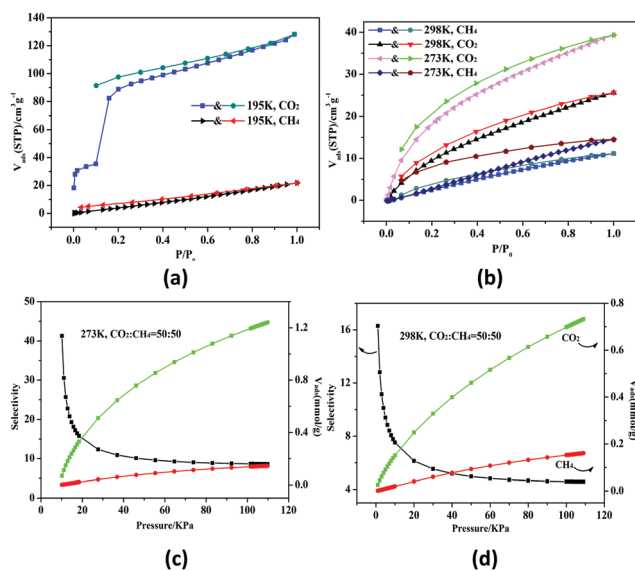 140
120
100
80
60
40
20
0
V_ads(STP)/cm³ g⁻¹
& 195K, CO₂
& 195K, CH₄
0.0 0.2 0.4 0.6 0.8 1.0
P/P₀
(a)
40
30
20
10
0
V_ads(STP)/cm³ g⁻¹
& 298K, CH₄
& 298K, CO₂
& 273K, CO₂
& 273K, CH₄
0.0 0.2 0.4 0.6 0.8 1.0
P/P₀
(b)
50
40
30
20
10
0
Selectivity
273K, CO₂:CH₄=50:50
1.2
0.9
0.6
0.3
0.0
V_ads(mmol/g)
0 20 40 60 80 100
Pressure/KPa
(c)
16
12
8
4
Selectivity
298K, CO₂:CH₄=50:50
CO₂
CH₄
0.8
0.6
0.4
0.2
0.0
V_ads(mmol/g)
0 20 40 60 80 100
Pressure/KPa
(d)